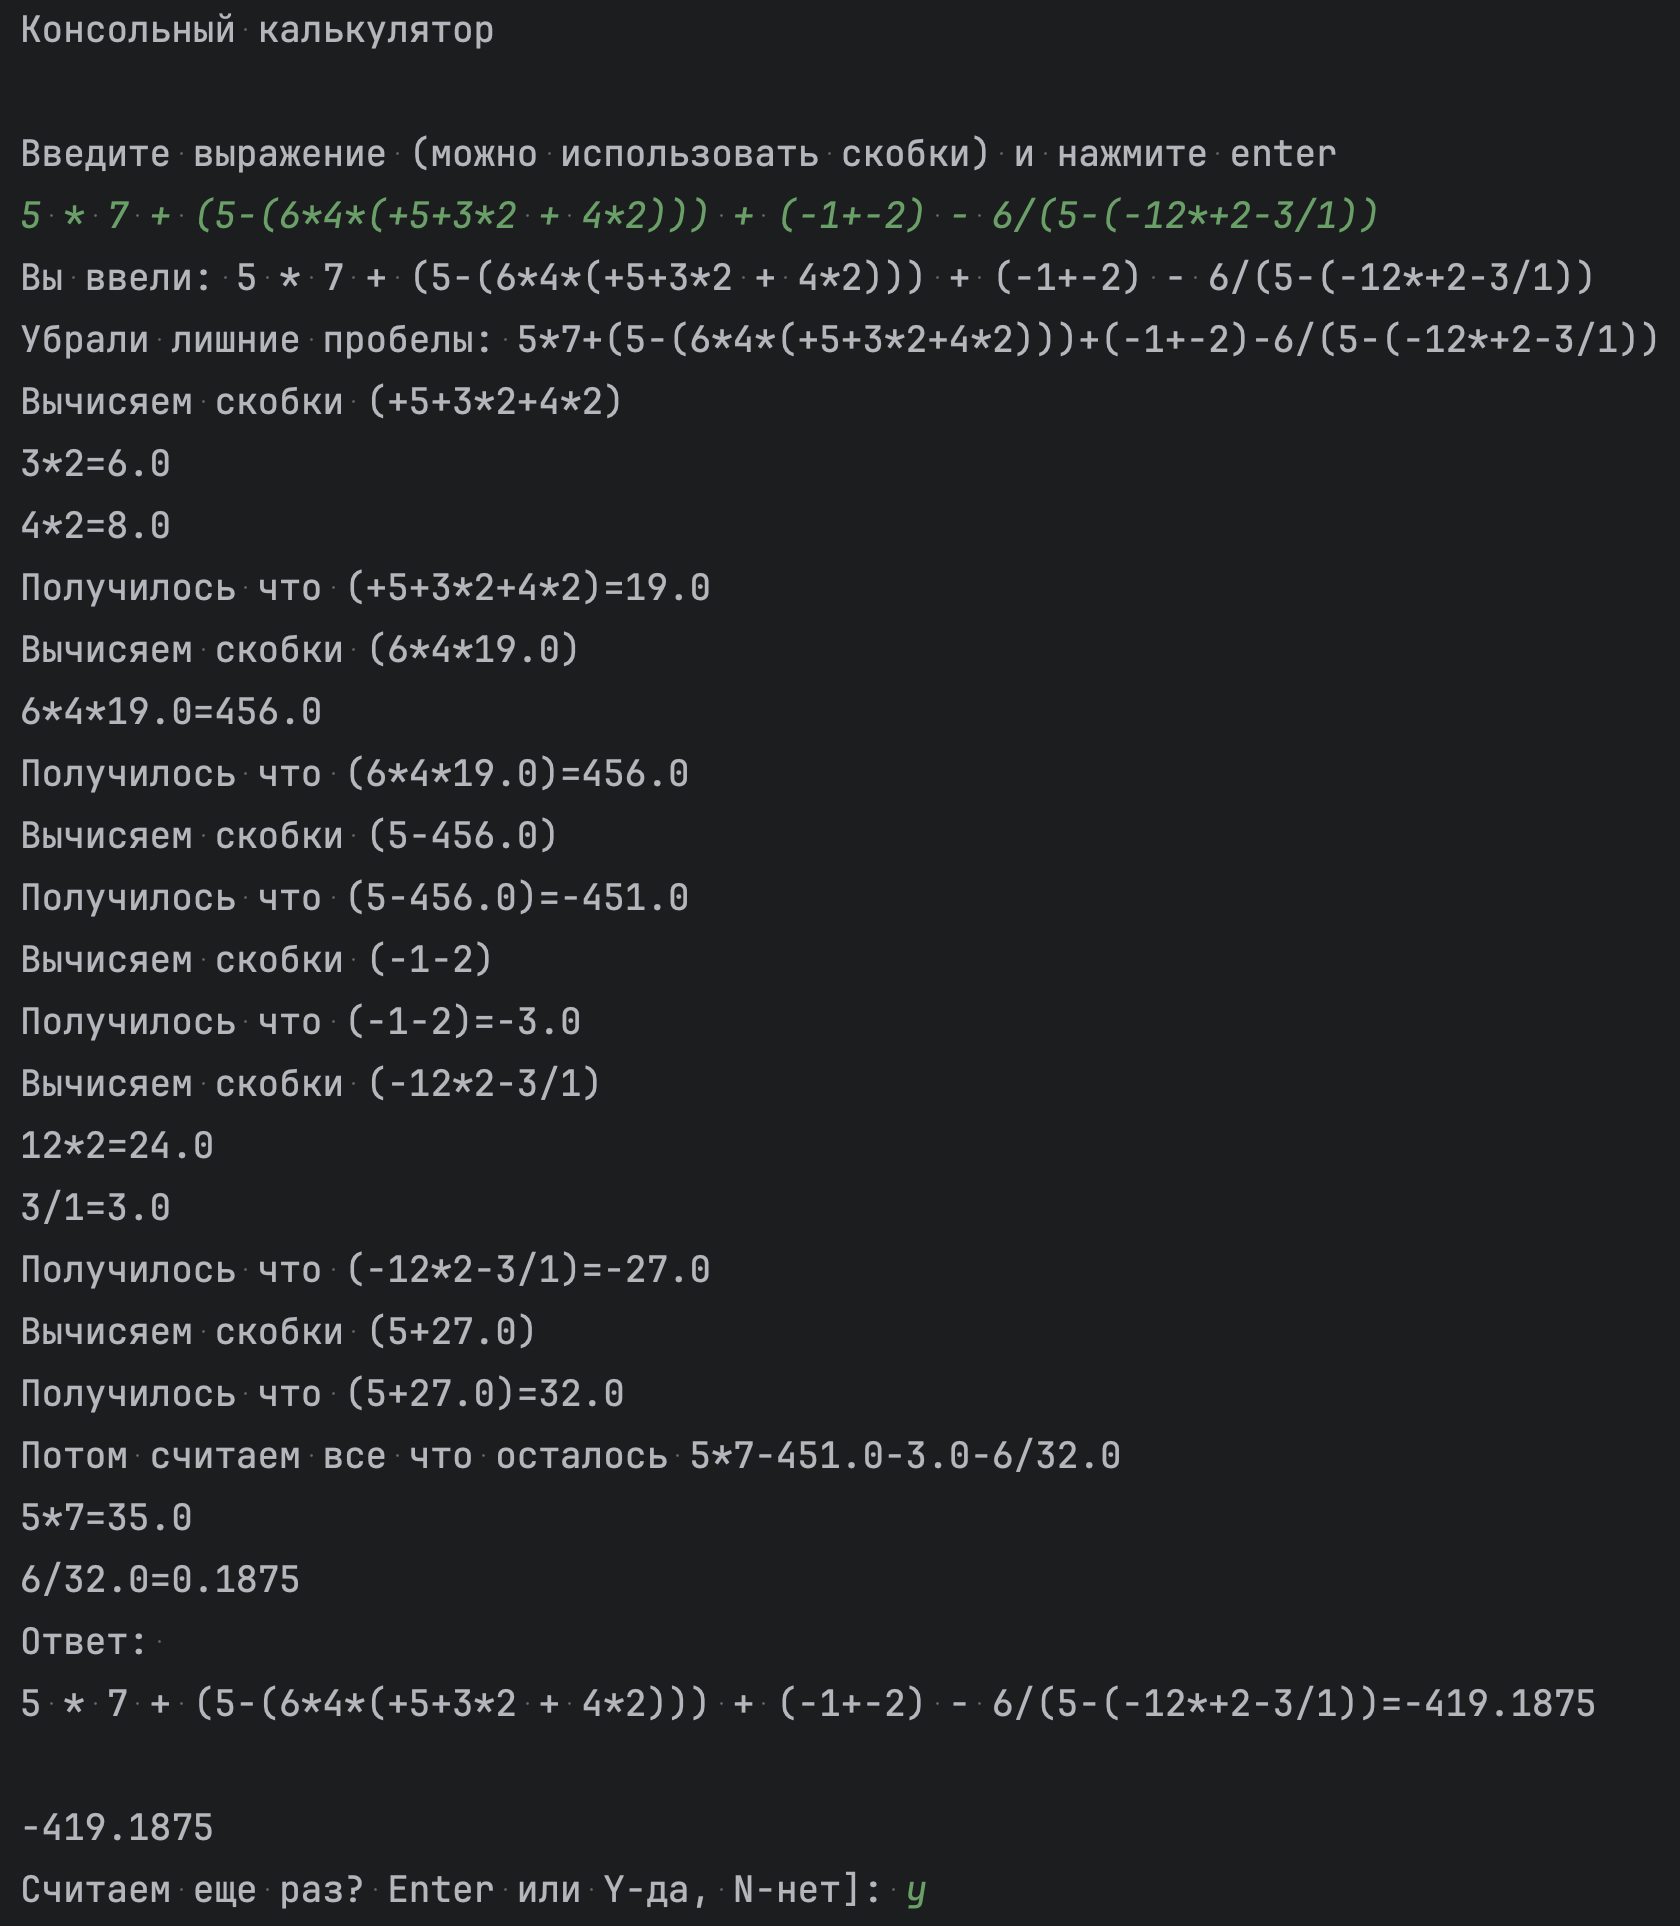 Консольный калькулятор
Введите выражение (можно использовать скобки) и нажмите enter
5 * 7 + (5-(6*4*(+5+3*2 + 4*2))) + (-1+-2) - 6/(5-(-12*+2-3/1))
Вы ввели: 5 * 7 + (5-(6*4*(+5+3*2 + 4*2))) + (-1+-2) - 6/(5-(-12*+2-3/1))
Убрали лишние пробелы: 5*7+(5-(6*4*(+5+3*2+4*2)))+(-1+-2)-6/(5-(-12*+2-3/1))
Вычисяем скобки (+5+3*2+4*2)
3*2=6.0
4*2=8.0
Получилось что (+5+3*2+4*2)=19.0
Вычисяем скобки (6*4*19.0)
6*4*19.0=456.0
Получилось что (6*4*19.0)=456.0
Вычисяем скобки (5-456.0)
Получилось что (5-456.0)=-451.0
Вычисяем скобки (-1-2)
Получилось что (-1-2)=-3.0
Вычисяем скобки (-12*2-3/1)
12*2=24.0
3/1=3.0
Получилось что (-12*2-3/1)=-27.0
Вычисяем скобки (5+27.0)
Получилось что (5+27.0)=32.0
Потом считаем все что осталось 5*7-451.0-3.0-6/32.0
5*7=35.0
6/32.0=0.1875
Ответ:
5 * 7 + (5-(6*4*(+5+3*2 + 4*2))) + (-1+-2) - 6/(5-(-12*+2-3/1))=-419.1875
-419.1875
Считаем еще раз? Enter или Y-да, N-нет]: y